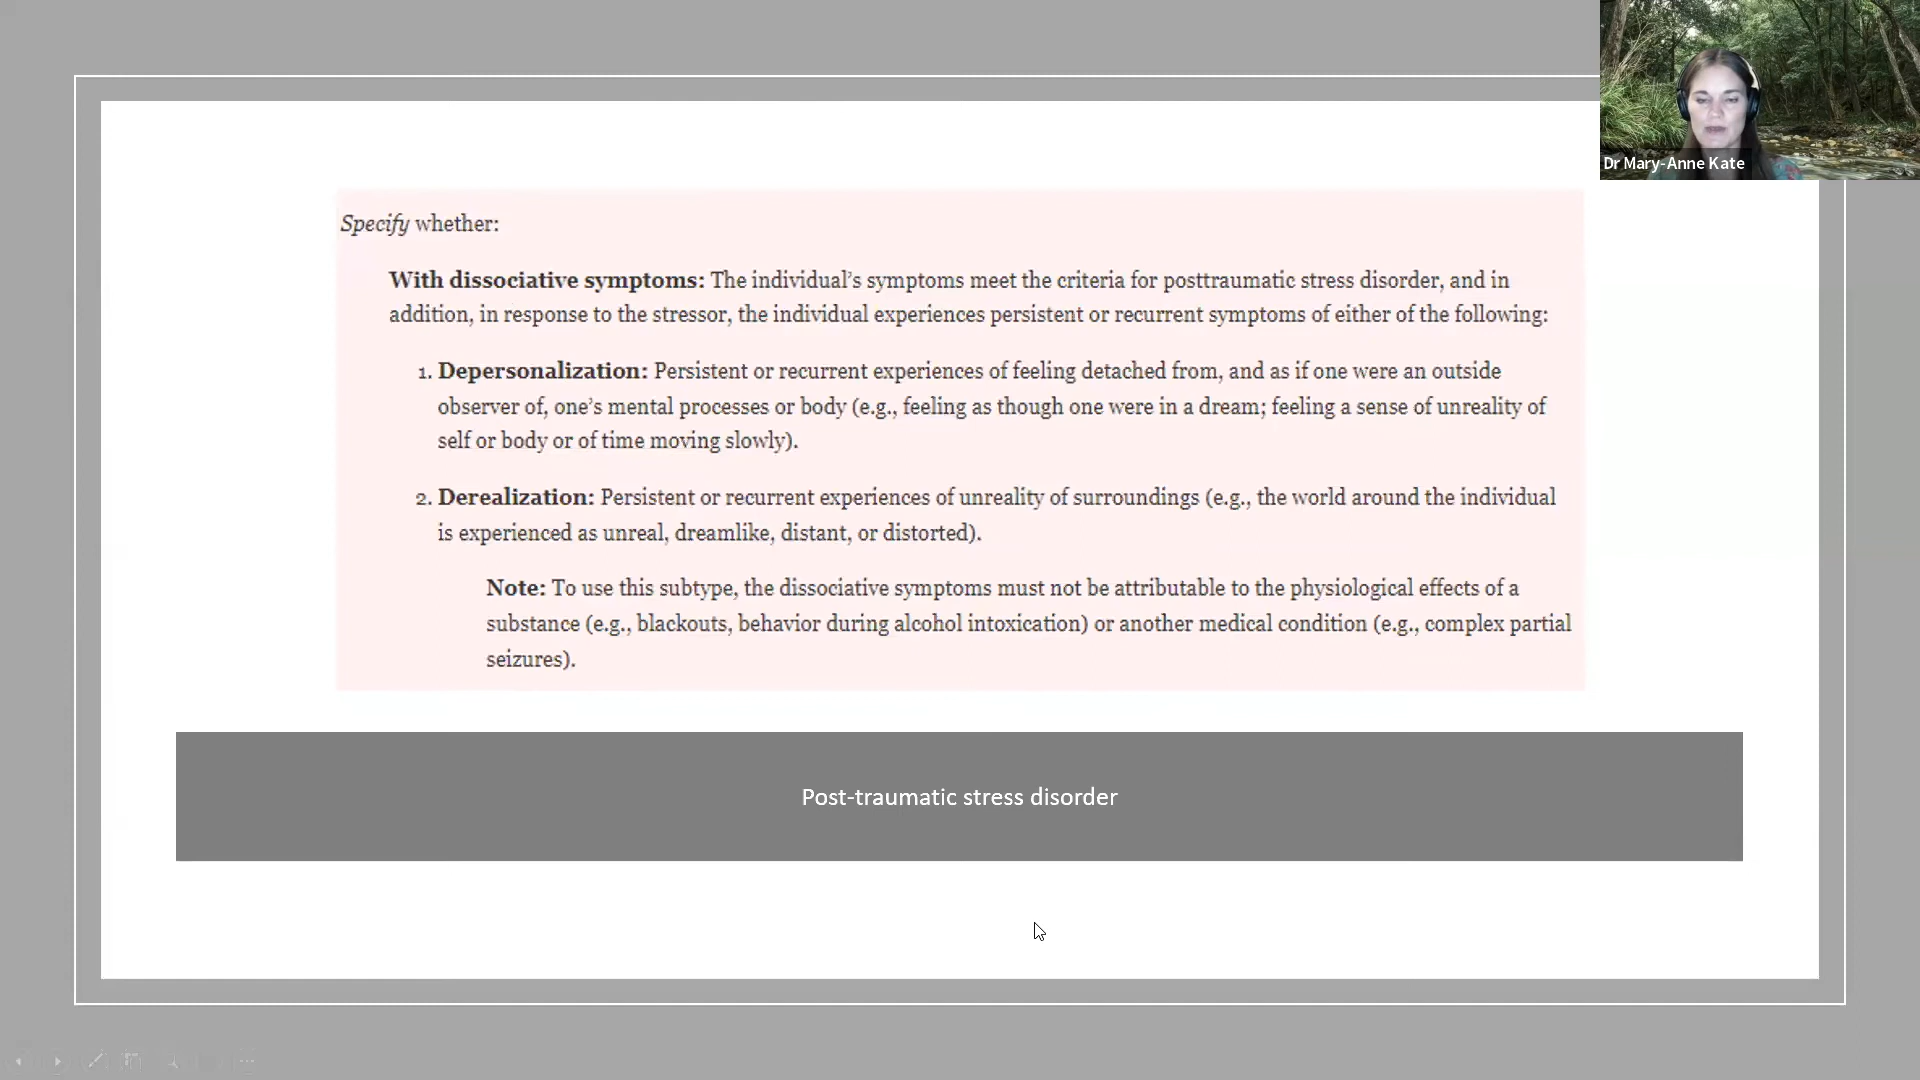 Dr Mary-Anne Kate
Specify whether:
With dissociative symptoms: The individual’s symptoms meet the criteria for posttraumatic stress disorder, and in
addition, in response to the stressor, the individual experiences persistent or recurrent symptoms of either of the following:
1. Depersonalization: Persistent or recurrent experiences of feeling detached from, and as if one were an outside
observer of, one’s mental processes or body (e.g., feeling as though one were in a dream; feeling a sense of unreality of
self or body or of time moving slowly).
2. Derealization: Persistent or recurrent experiences of unreality of surroundings (e.g., the world around the individual
is experienced as unreal, dreamlike, distant, or distorted).
Note: To use this subtype, the dissociative symptoms must not be attributable to the physiological effects of a
substance (e.g., blackouts, behavior during alcohol intoxication) or another medical condition (e.g., complex partial
seizures).
Post-traumatic stress disorder